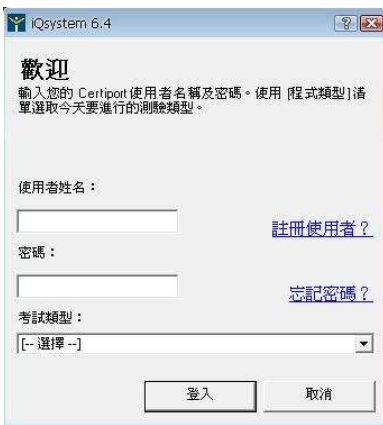 iQsystem 6.4
歡迎
輸入您的 Certiport 使用者名稱及密碼。使用 [程式類型] 清
單選取今天要進行的測驗類型。
使用者姓名：
註冊使用者？
密碼：
忘記密碼？
考試類型：
[-- 選擇 --]
登入
取消